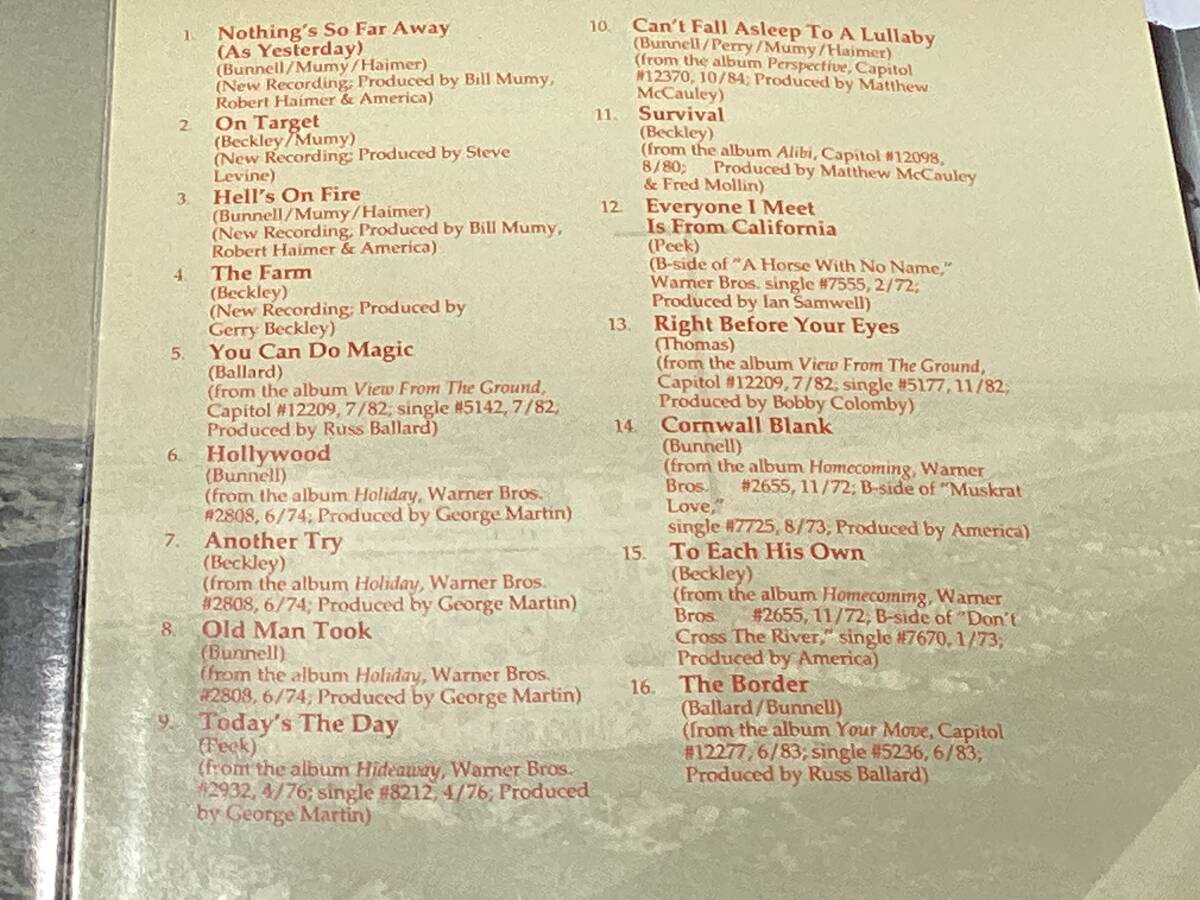 1. Nothing's So Far Away
(As Yesterday)
(Bunnell/Mumy/Haimer)
(New Recording; Produced by Bill Mumy,
Robert Haimer & America)
2. On Target
(Beckley/Mumy)
(New Recording; Produced by Steve
Levine)
3. Hell's On Fire
(Bunnell/Mumy/Haimer)
(New Recording; Produced by Bill Mumy,
Robert Haimer & America)
4. The Farm
(Beckley)
(New Recording; Produced by
Gerry Beckley)
5. You Can Do Magic
(Ballard)
(from the album View From The Ground,
Capitol #12209, 7/82; single #5142, 7/82,
Produced by Russ Ballard)
6. Hollywood
(Bunnell)
(from the album Holiday, Warner Bros.
#2808, 6/74; Produced by George Martin)
7. Another Try
(Beckley)
(from the album Holiday, Warner Bros.
#2808, 6/74; Produced by George Martin)
8. Old Man Took
(Bunnell)
(from the album Holiday, Warner Bros.
#2808, 6/74; Produced by George Martin)
9. Today's The Day
(Peek)
(from the album Hideaway, Warner Bros.
#2932, 4/76; single #8212, 4/76; Produced
by George Martin)
10. Can't Fall Asleep To A Lullaby
(Bunnell/Perry/Mumy/Haimer)
(from the album Perspective, Capitol
#12370, 10/84; Produced by Matthew
McCauley)
11. Survival
(Beckley)
(from the album Alibi, Capitol #12098,
8/80; Produced by Matthew McCauley
& Fred Mollin)
12. Everyone I Meet
Is From California
(Peek)
(B-side of "A Horse With No Name,"
Warner Bros. single #7555, 2/72;
Produced by Ian Samwell)
13. Right Before Your Eyes
(Thomas)
(from the album View From The Ground,
Capitol #12209, 7/82; single #5177, 11/82;
Produced by Bobby Colomby)
14. Cornwall Blank
(Bunnell)
(from the album Homecoming, Warner
Bros. #2655, 11/72; B-side of "Muskrat
Love,"
single #7725, 8/73; Produced by America)
15. To Each His Own
(Beckley)
(from the album Homecoming, Warner
Bros. #2655, 11/72; B-side of "Don't
Cross The River," single #7670, 1/73;
Produced by America)
16. The Border
(Ballard/Bunnell)
(from the album Your Move, Capitol
#12277, 6/83; single #5236, 6/83;
Produced by Russ Ballard)